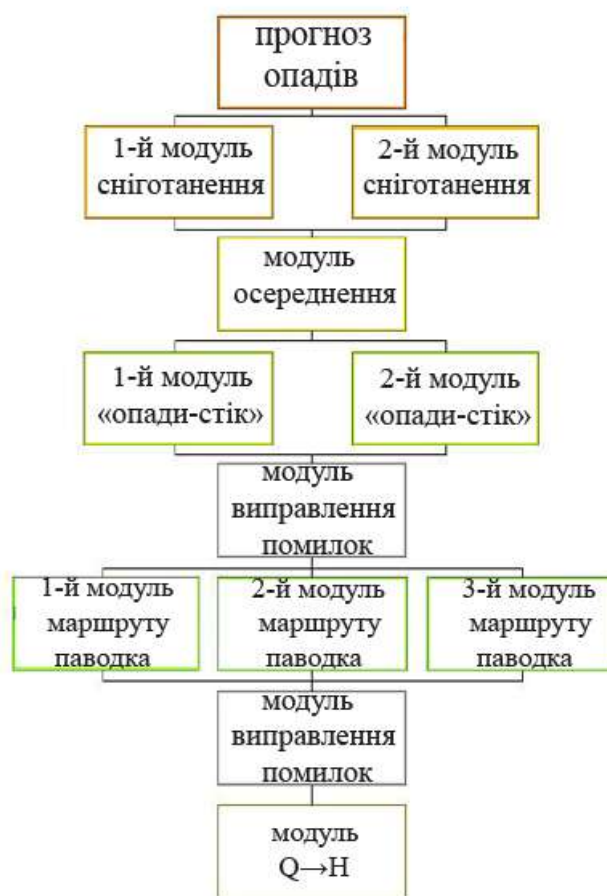 прогноз
опадів
1-й модуль
сніготанення
2-й модуль
сніготанення
модуль
осереднення
1-й модуль
«опади-стік»
2-й модуль
«опади-стік»
модуль
виправлення
помилок
1-й модуль
маршруту
паводка
2-й модуль
маршруту
паводка
3-й модуль
маршруту
паводка
модуль
виправлення
помилок
модуль
Q→H